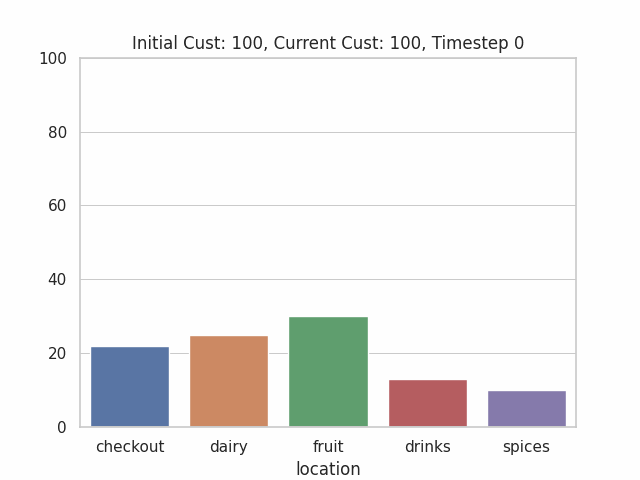 Initial Cust: 100, Current Cust: 100, Timestep 0
100
80
60
40
20
0
checkout dairy fruit drinks spices
location